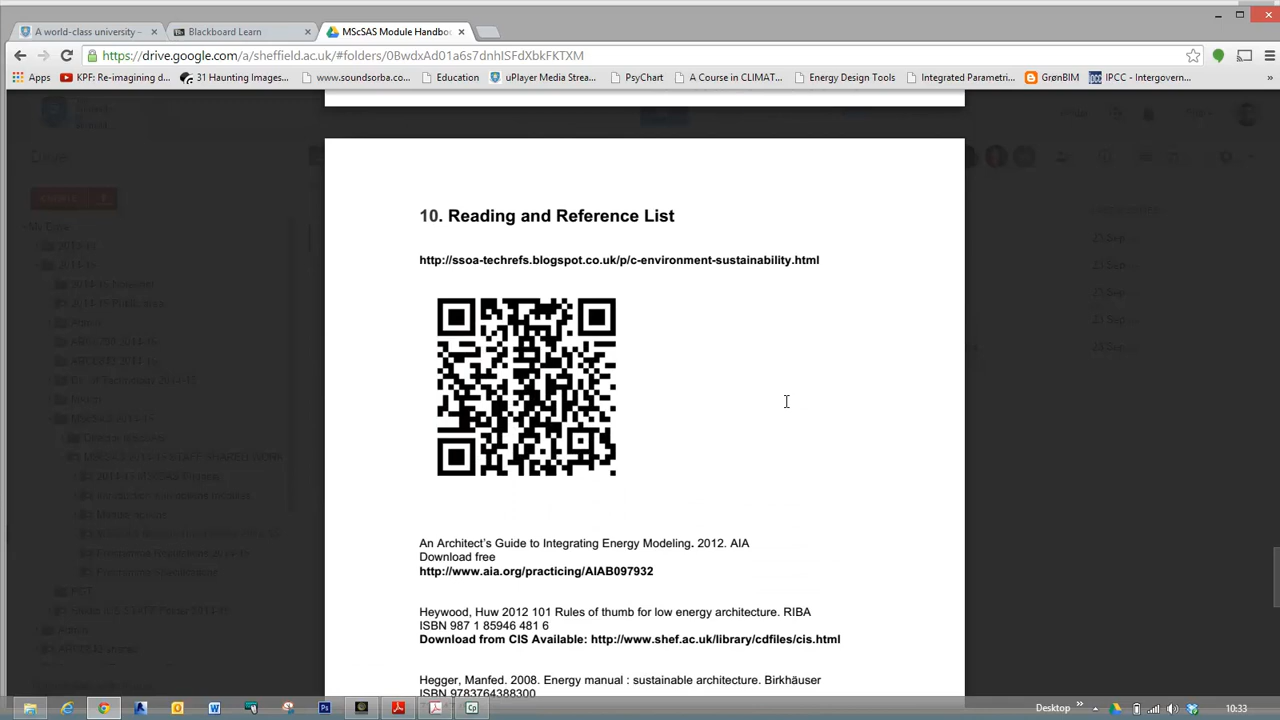 A world-class university -
Blackboard Learn
MScSAS Module Handbo
https://drive.google.com/a/sheffield.ac.uk/#folders/0BwdxAd01a6s7dnhISFdXbkFKTXM
Apps
KPF: Re-imagining d...
31 Haunting Images...
www.soundsorba.co...
Education
uPlayer Media Strea...
PsyChart
A Course in CLIMAT...
Energy Design Tools
Integrated Parametri...
GrønBIM
IPCC - Intergovern...
10. Reading and Reference List
http://ssoa-techrefs.blogspot.co.uk/p/c-environment-sustainability.html
An Architect's Guide to Integrating Energy Modeling. 2012. AIA
Download free
http://www.aia.org/practicing/AIAB097932
Heywood, Huw 2012 101 Rules of thumb for low energy architecture. RIBA
ISBN 987 1 85946 481 6
Download from CIS Available: http://www.shef.ac.uk/library/cdfiles/cis.html
Hegger, Manfed. 2008. Energy manual : sustainable architecture. Birkhäuser
ISBN 9783764388300
Desktop
10:33